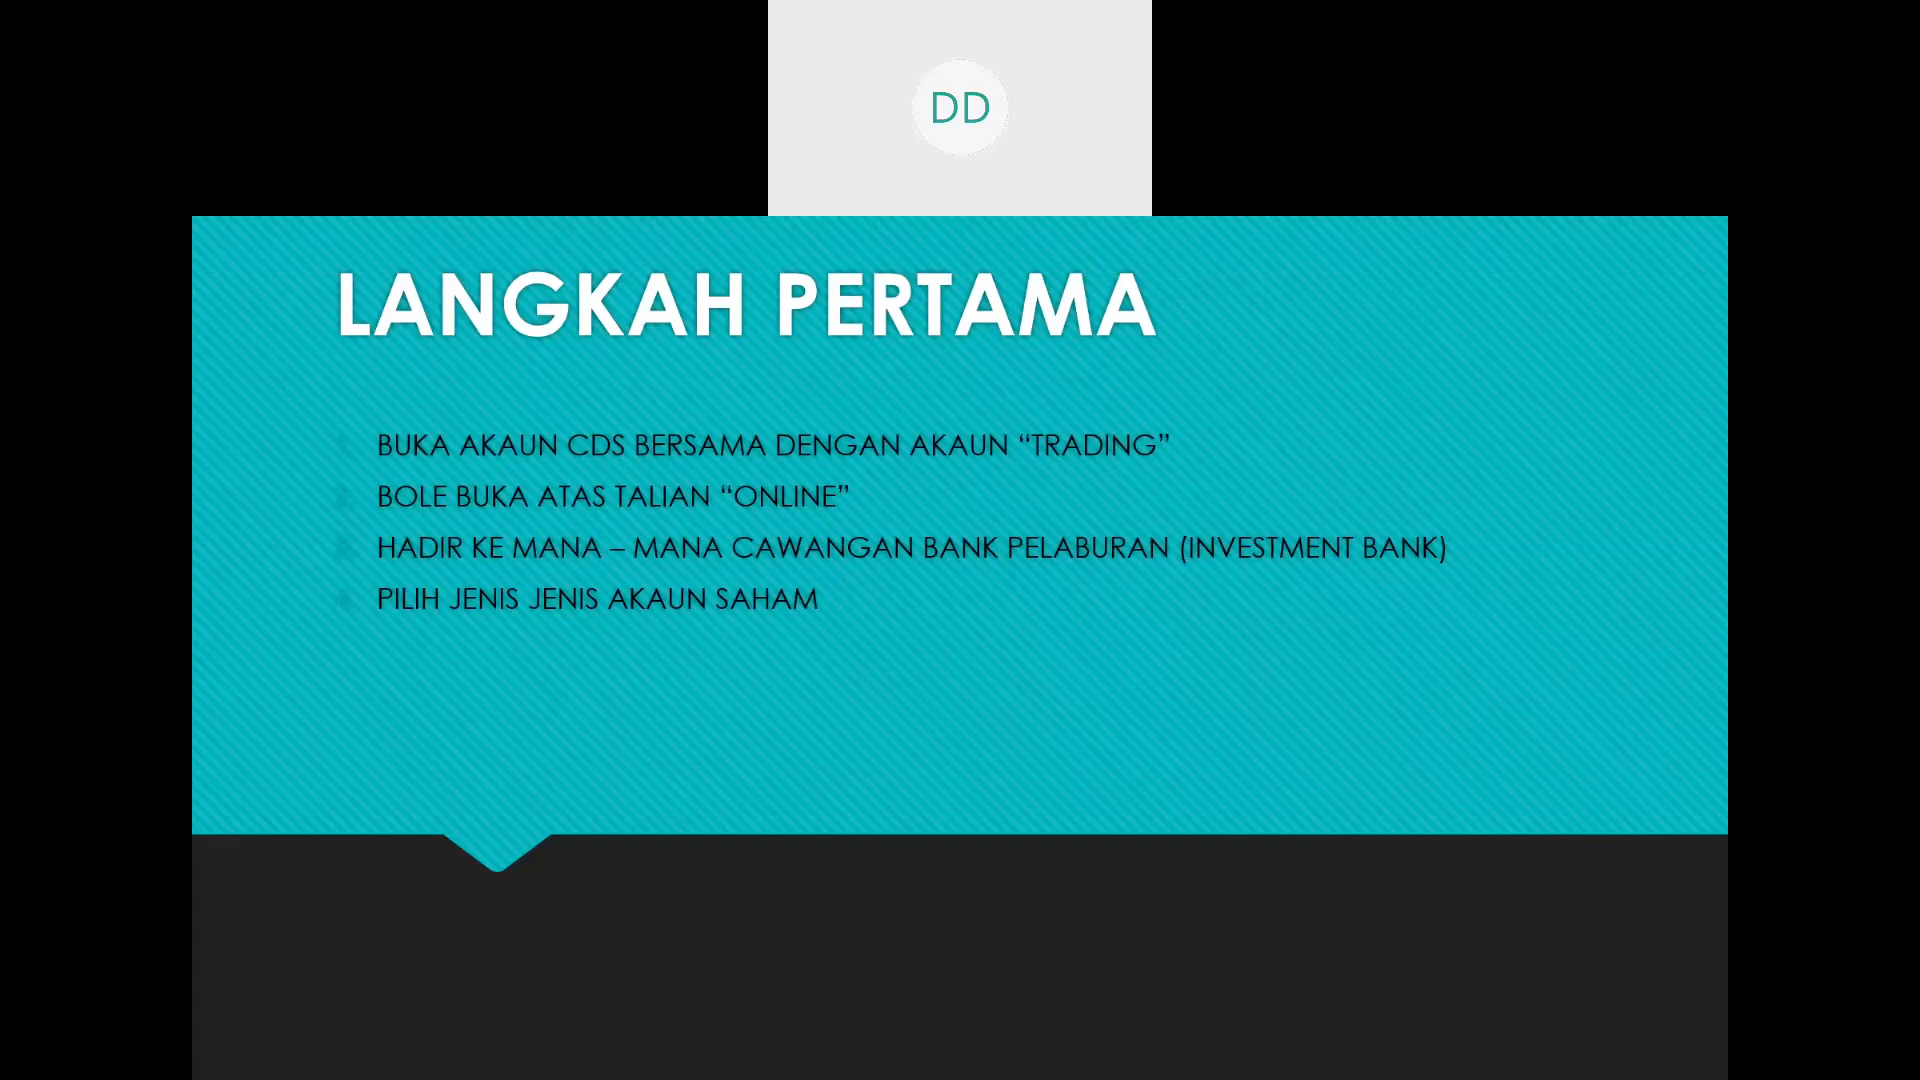 DD
LANGKAH PERTAMA
BUKA AKAUN CDS BERSAMA DENGAN AKAUN “TRADING”
BOLE BUKA ATAS TALIAN “ONLINE”
HADIR KE MANA – MANA CAWANGAN BANK PELABURAN (INVESTMENT BANK)
PILIH JENIS JENIS AKAUN SAHAM